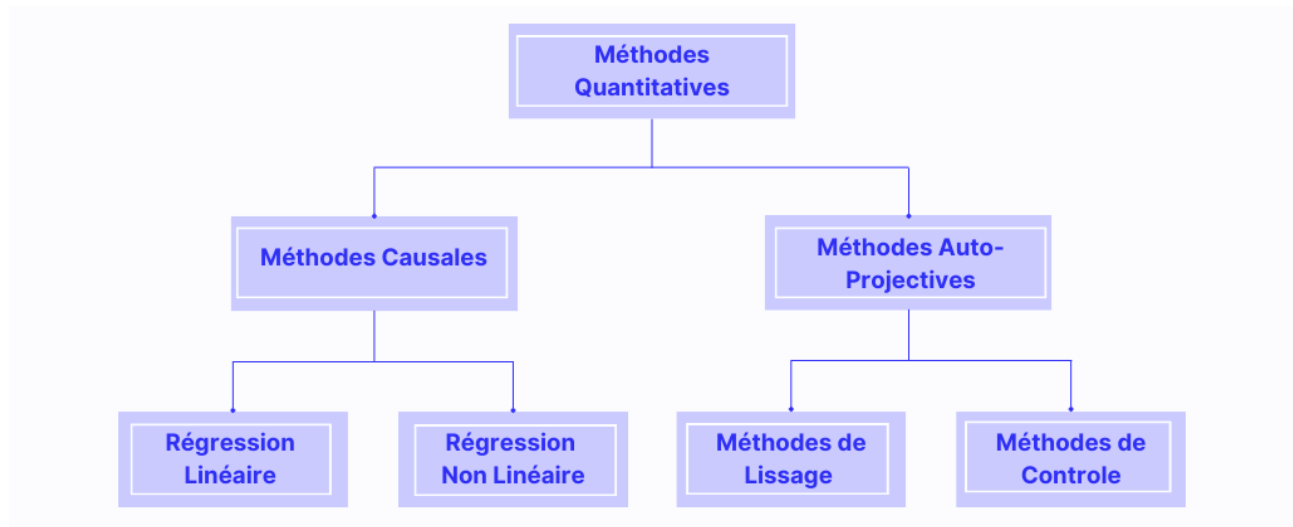 Méthodes
Quantitatives
Méthodes Causales
Méthodes Auto-
Projectives
Régression
Linéaire
Régression
Non Linéaire
Méthodes de
Lissage
Méthodes de
Controle